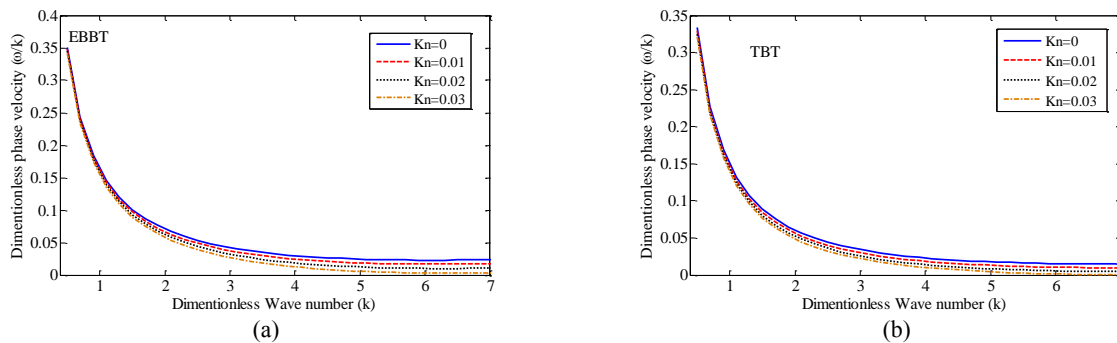 EBBT
Kn=0
Kn=0.01
Kn=0.02
Kn=0.03
Dimentionless phase velocity (ω/k)
0.4
0.35
0.3
0.25
0.2
0.15
0.1
0.05
0
1 2 3 4 5 6 7
Dimentionless Wave number (k)
(a)
TBT
Kn=0
Kn=0.01
Kn=0.02
Kn=0.03
Dimentionless phase velocity (ω/k)
0.35
0.3
0.25
0.2
0.15
0.1
0.05
0
1 2 3 4 5 6
Dimentionless Wave number (k)
(b)